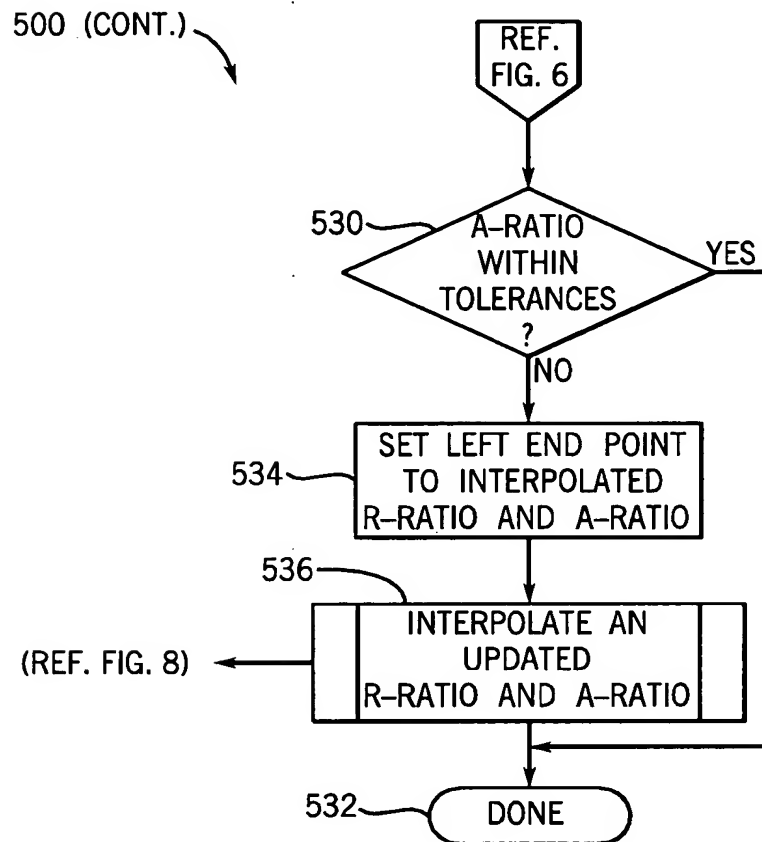 500 (CONT.)
REF.
FIG. 6
530
A-RATIO
WITHIN
TOLERANCES
?
YES
NO
534
SET LEFT END POINT
TO INTERPOLATED
R-RATIO AND A-RATIO
536
INTERPOLATE AN
UPDATED
R-RATIO AND A-RATIO
(REF. FIG. 8)
532
DONE